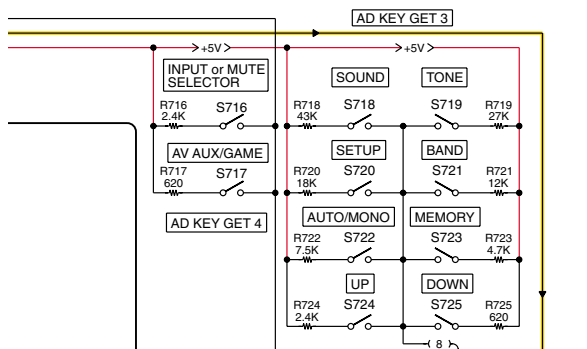 AD KEY GET 3
+5V
+5V
INPUT or MUTE
SELECTOR
SOUND
TONE
R716
2.4K
S716
R718
43K
S718
S719
R719
27K
AV AUX/GAME
SETUP
BAND
R717
620
S717
R720
18K
S720
S721
R721
12K
AD KEY GET 4
AUTO/MONO
MEMORY
R722
7.5K
S722
S723
R723
4.7K
UP
DOWN
R724
2.4K
S724
S725
R725
620
8